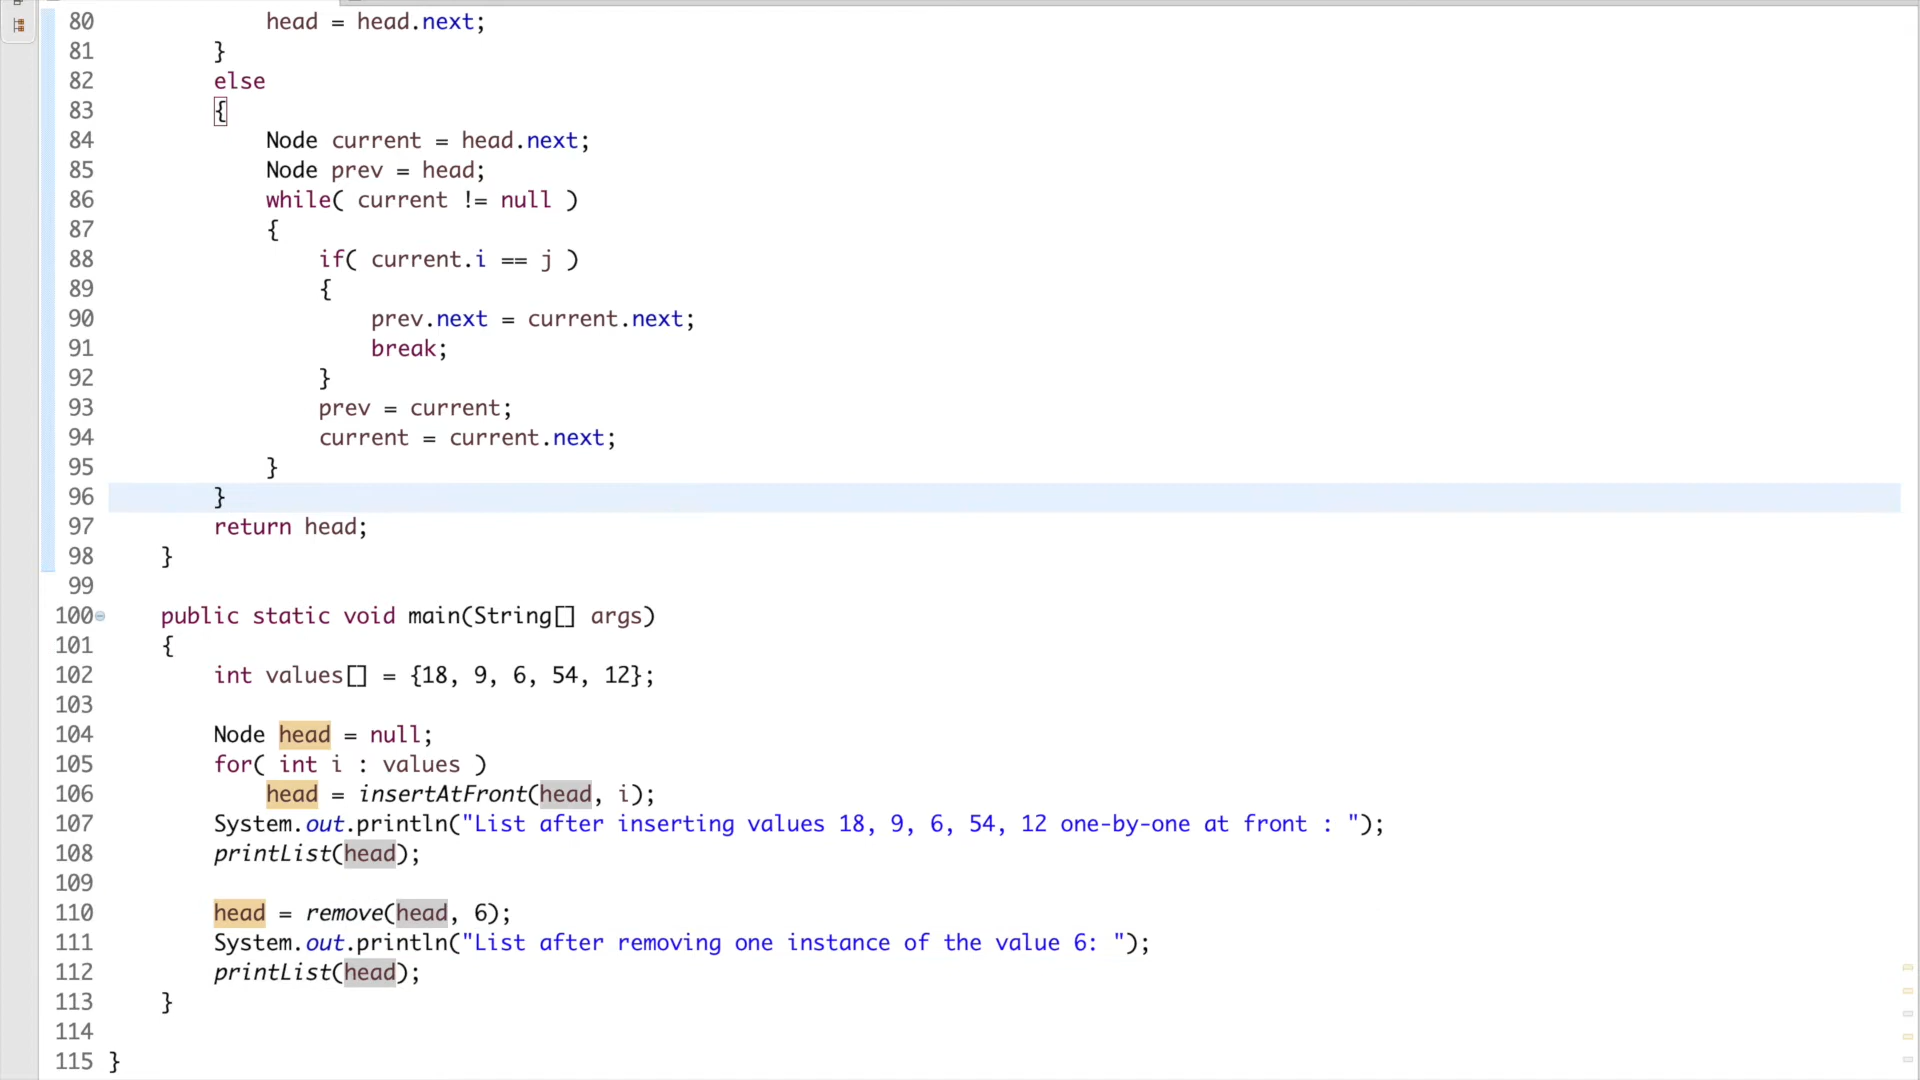 80 head = head.next;
81 }
82 else
83 {
84 Node current = head.next;
85 Node prev = head;
86 while( current != null )
87 {
88 if( current.i == j )
89 {
90 prev.next = current.next;
91 break;
92 }
93 prev = current;
94 current = current.next;
95 }
96 }
97 return head;
98 }
99
100 public static void main(String[] args)
101 {
102 int values[] = {18, 9, 6, 54, 12};
103
104 Node head = null;
105 for( int i : values )
106 head = insertAtFront(head, i);
107 System.out.println("List after inserting values 18, 9, 6, 54, 12 one-by-one at front : ");
108 printList(head);
109
110 head = remove(head, 6);
111 System.out.println("List after removing one instance of the value 6: ");
112 printList(head);
113 }
114
115 }